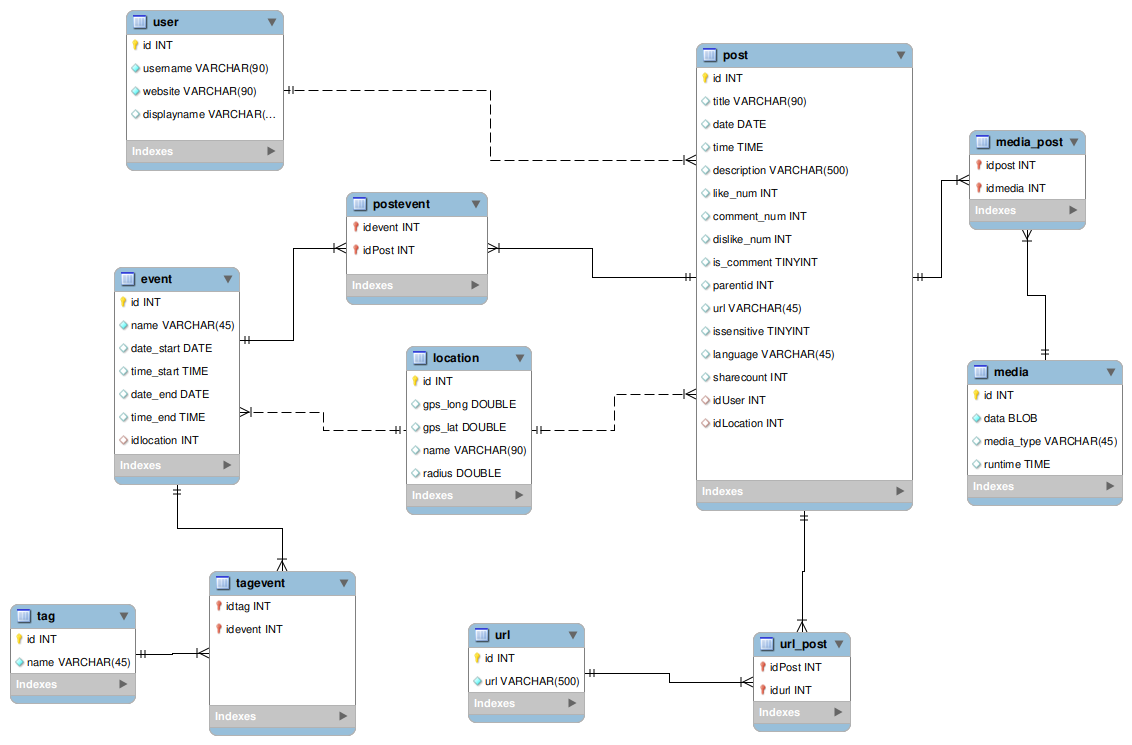 user
id INT
username VARCHAR(90)
website VARCHAR(90)
displayname VARCHAR(...
Indexes
post
id INT
title VARCHAR(90)
date DATE
time TIME
description VARCHAR(500)
like_num INT
comment_num INT
dislike_num INT
is_comment TINYINT
parentid INT
url VARCHAR(45)
issensitive TINYINT
language VARCHAR(45)
sharecount INT
idUser INT
idLocation INT
Indexes
media_post
idpost INT
idmedia INT
Indexes
postevent
idevent INT
idPost INT
Indexes
event
id INT
name VARCHAR(45)
date_start DATE
time_start TIME
date_end DATE
time_end TIME
idlocation INT
Indexes
location
id INT
gps_long DOUBLE
gps_lat DOUBLE
name VARCHAR(90)
radius DOUBLE
Indexes
media
id INT
data BLOB
media_type VARCHAR(45)
runtime TIME
Indexes
tagevent
idtag INT
idevent INT
Indexes
tag
id INT
name VARCHAR(45)
Indexes
url
id INT
url VARCHAR(500)
Indexes
url_post
idPost INT
idurl INT
Indexes